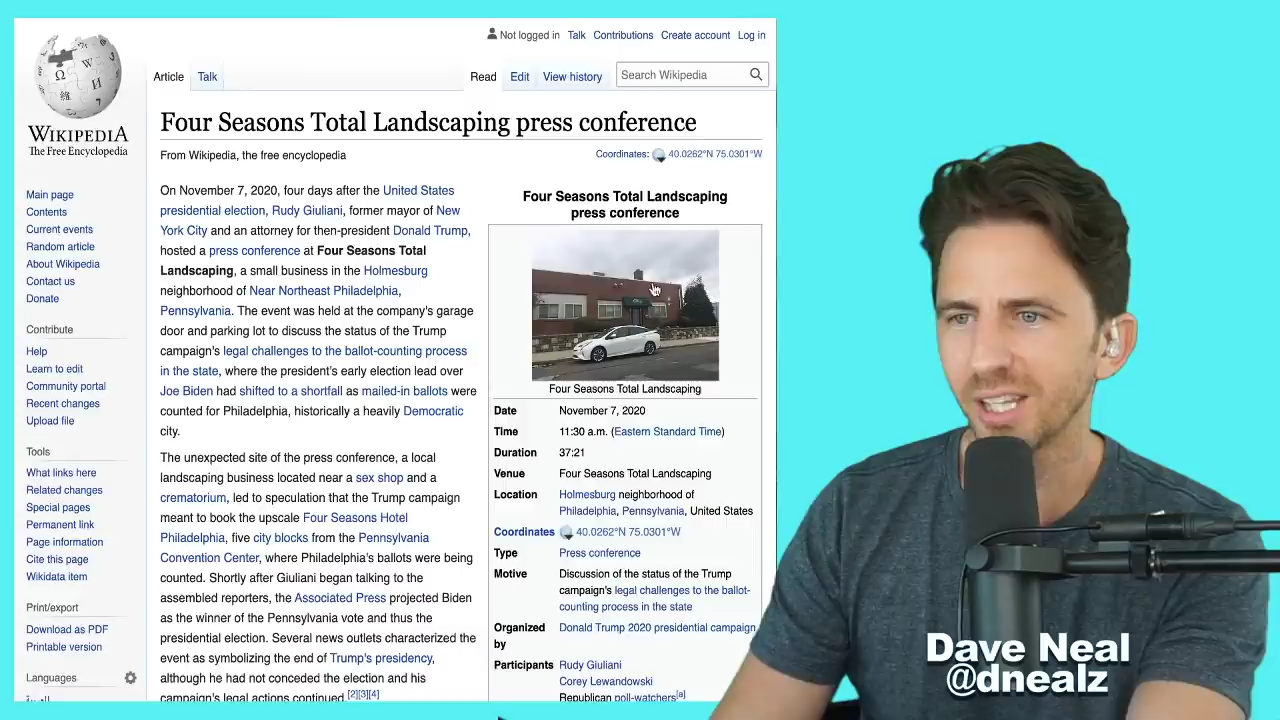 Not logged in Talk Contributions Create account Log in
Article Talk Read Edit View history Search Wikipedia
WIKIPEDIA
The Free Encyclopedia
Main page
Contents
Current events
Random article
About Wikipedia
Contact us
Donate
Contribute
Help
Learn to edit
Community portal
Recent changes
Upload file
Tools
What links here
Related changes
Special pages
Permanent link
Page information
Cite this page
Wikidata item
Print/export
Download as PDF
Printable version
Languages
Four Seasons Total Landscaping press conference
From Wikipedia, the free encyclopedia
Coordinates: 40.0262°N 75.0301°W
On November 7, 2020, four days after the United States
presidential election, Rudy Giuliani, former mayor of New
York City and an attorney for then-president Donald Trump,
hosted a press conference at Four Seasons Total
Landscaping, a small business in the Holmesburg
neighborhood of Near Northeast Philadelphia,
Pennsylvania. The event was held at the company's garage
door and parking lot to discuss the status of the Trump
campaign's legal challenges to the ballot-counting process
in the state, where the president's early election lead over
Joe Biden had shifted to a shortfall as mailed-in ballots were
counted for Philadelphia, historically a heavily Democratic
city.
The unexpected site of the press conference, a local
landscaping business located near a sex shop and a
crematorium, led to speculation that the Trump campaign
meant to book the upscale Four Seasons Hotel
Philadelphia, five city blocks from the Pennsylvania
Convention Center, where Philadelphia's ballots were being
counted. Shortly after Giuliani began talking to the
assembled reporters, the Associated Press projected Biden
as the winner of the Pennsylvania vote and thus the
presidential election. Several news outlets characterized the
event as symbolizing the end of Trump's presidency,
although he had not conceded the election and his
campaign's legal actions continued.[2][3][4]
Four Seasons Total Landscaping
press conference
Four Seasons Total Landscaping
Date November 7, 2020
Time 11:30 a.m. (Eastern Standard Time)
Duration 37:21
Venue Four Seasons Total Landscaping
Location Holmesburg neighborhood of
Philadelphia, Pennsylvania, United States
Coordinates 40.0262°N 75.0301°W
Type Press conference
Motive Discussion of the status of the Trump
campaign's legal challenges to the ballot-
counting process in the state
Organized by Donald Trump 2020 presidential campaign
Participants Rudy Giuliani
Corey Lewandowski
Republican poll-watchers[a]
Dave Neal
@dnealz